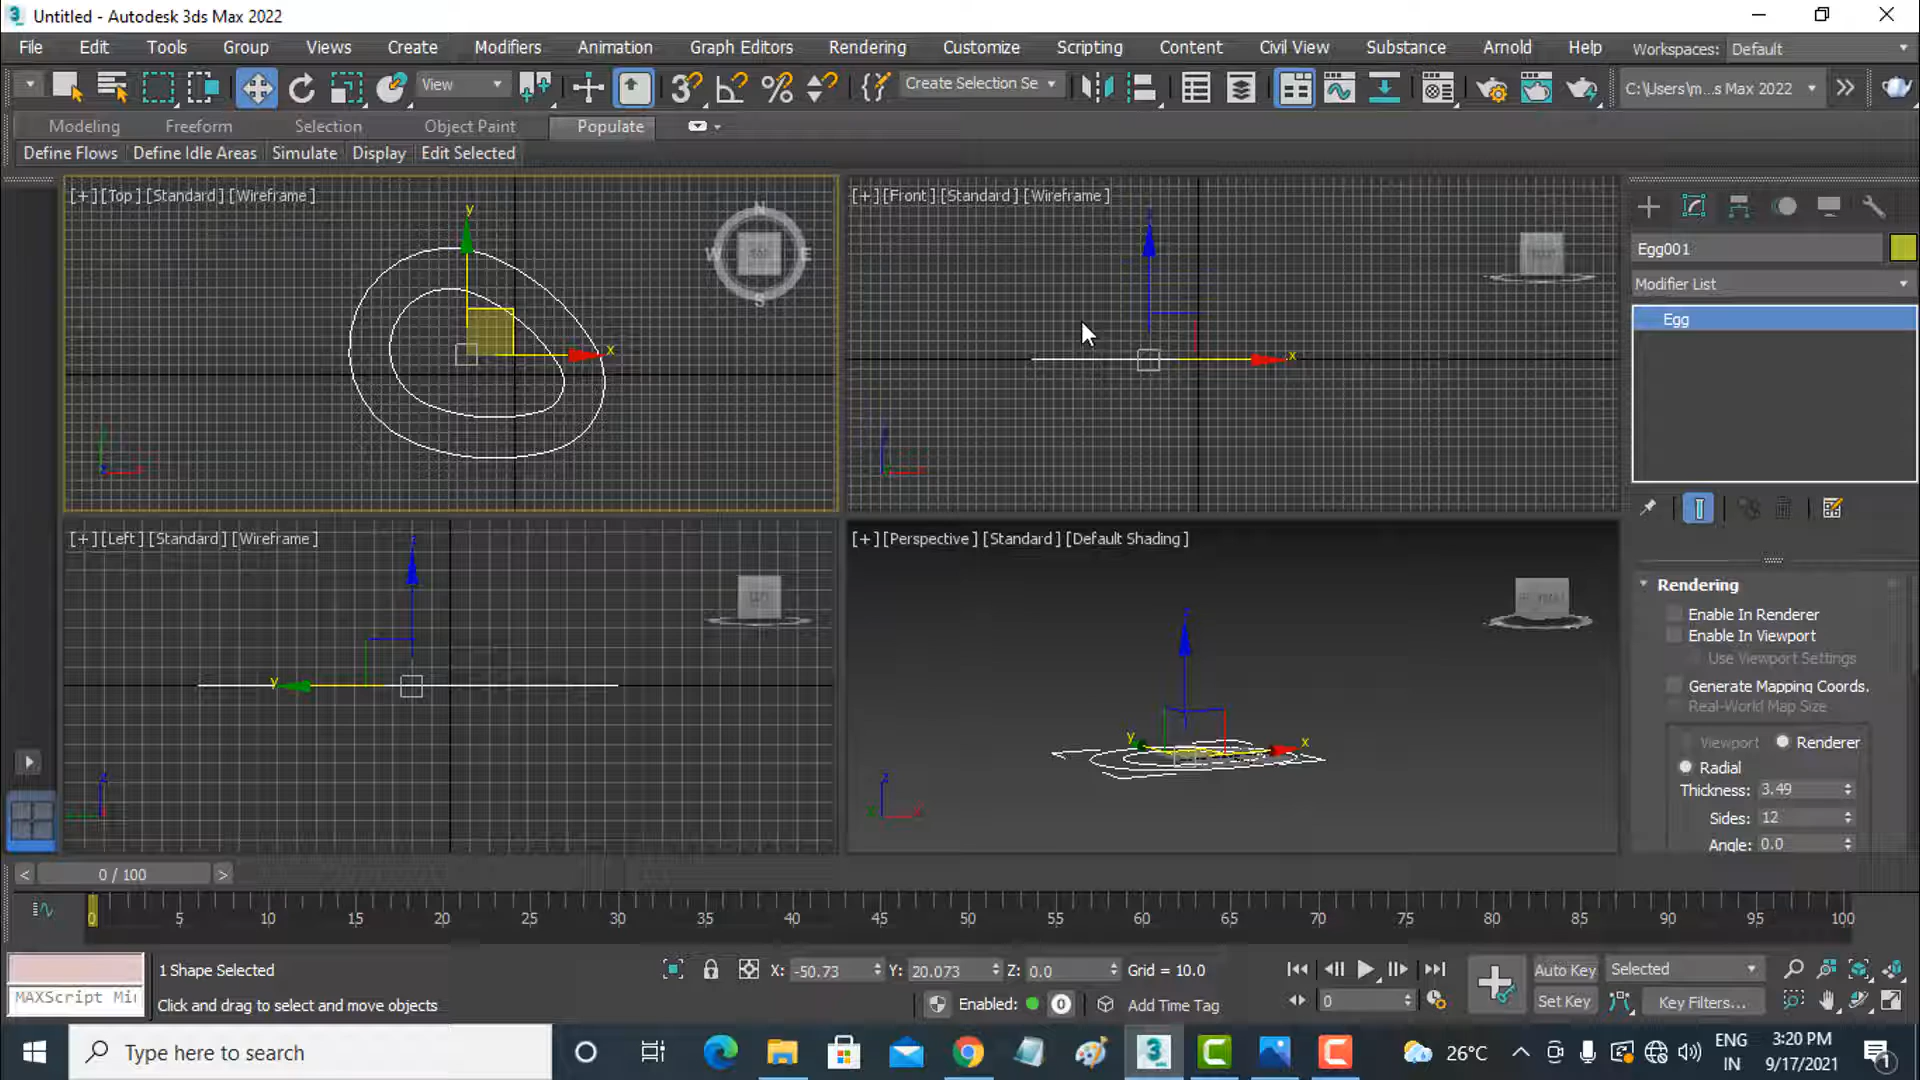 Untitled - Autodesk 3ds Max 2022
File Edit Tools Group Views Create Modifiers Animation Graph Editors Rendering Customize Scripting Content Civil View Substance Arnold Help Workspaces: Default
View Create Selection Se C:\Users\m...s Max 2022
Modeling Freeform Selection Object Paint Populate
Define Flows Define Idle Areas Simulate Display Edit Selected
[+] [Top] [Standard] [Wireframe]
[+] [Front] [Standard] [Wireframe]
Egg001
Modifier List
Egg
[+] [Left] [Standard] [Wireframe]
[+] [Perspective] [Standard] [Default Shading]
Rendering
Enable In Renderer
Enable In Viewport
Use Viewport Settings
Generate Mapping Coords.
Real-World Map Size
Viewport Renderer
Radial
Thickness: 3.49
Sides: 12
Angle: 0.0
< 0 / 100 >
0 5 10 15 20 25 30 35 40 45 50 55 60 65 70 75 80 85 90 95 100
1 Shape Selected X: -50.73 Y: 20.073 Z: 0.0 Grid = 10.0 Auto Key Selected
MAXScript Mi
Click and drag to select and move objects Enabled: 0 Add Time Tag 0 Set Key Key Filters...
Type here to search 26°C ENG 3:20 PM
IN 9/17/2021 1